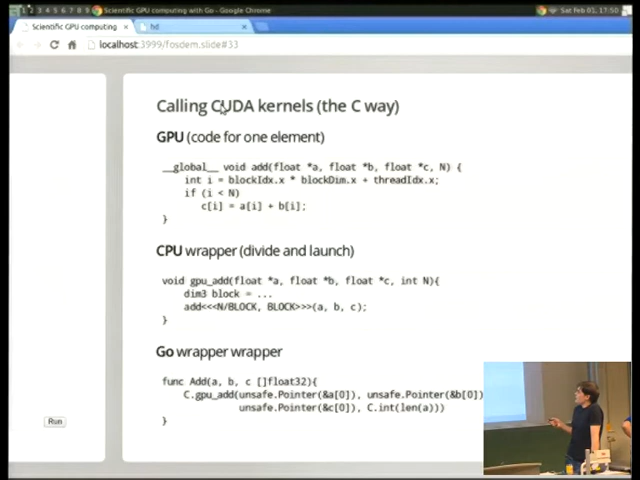 Scientific GPU computing with Go - Google Chrome
Sat Feb 01, 17:50
Scientific GPU computing
hd
localhost:3999/fosdem.slide#33
Calling CUDA kernels (the C way)
GPU (code for one element)
__global__ void add(float *a, float *b, float *c, N) {
int i = blockIdx.x * blockDim.x + threadIdx.x;
if (i < N)
c[i] = a[i] + b[i];
}
CPU wrapper (divide and launch)
void gpu_add(float *a, float *b, float *c, int N){
dim3 block = ...
add<<<N/BLOCK, BLOCK>>>(a, b, c);
}
Go wrapper wrapper
func Add(a, b, c []float32){
C.gpu_add(unsafe.Pointer(&a[0]), unsafe.Pointer(&b[0])
unsafe.Pointer(&c[0]), C.int(len(a)))
}
Run